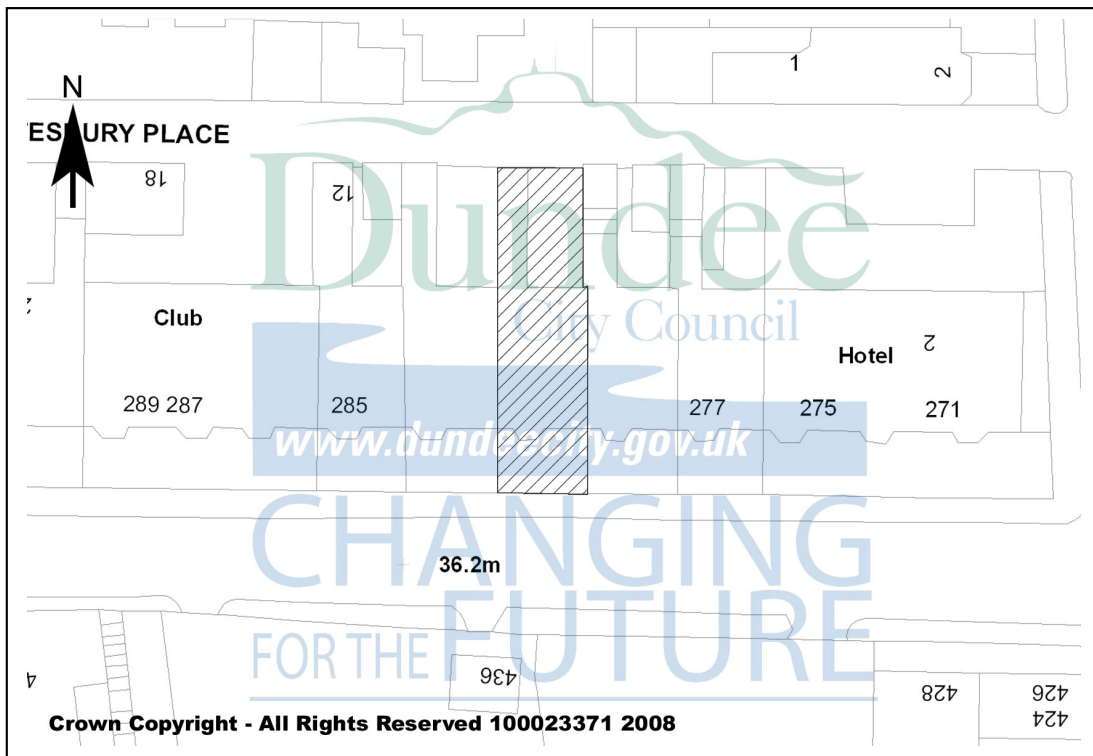 1
2
N
ESBURY PLACE
18
12
Dundee
City Council
Club
Hotel
2
289 287
285
277
275
271
www.dundeecity.gov.uk
CHANGING
36.2m
FOR THE FUTURE
436
428
426
424
Crown Copyright - All Rights Reserved 100023371 2008